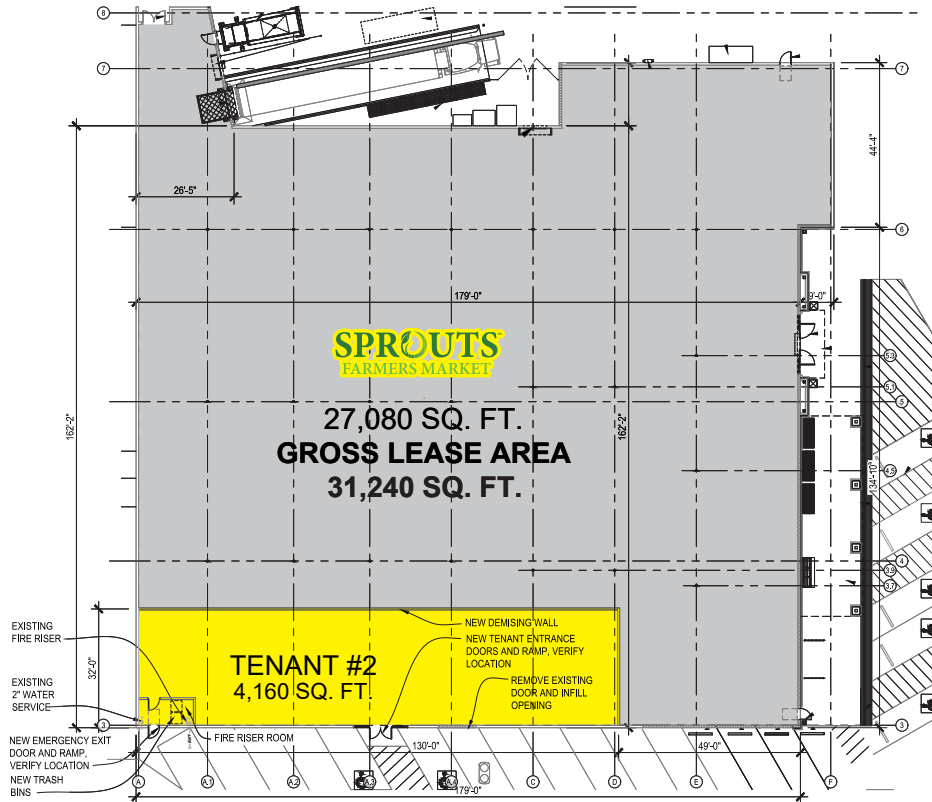 8
7
7
44'-4"
26'-5"
6
179'-0"
9'-0"
SPROUTS
FARMERS MARKET
5.3
5.1
5
27,080 SQ. FT.
GROSS LEASE AREA
31,240 SQ. FT.
162'-2"
162'-2"
4.5
134'-10"
4
3.9
3.7
NEW DEMISING WALL
NEW TENANT ENTRANCE
DOORS AND RAMP, VERIFY
LOCATION
REMOVE EXISTING
DOOR AND INFILL
OPENING
EXISTING
FIRE RISER
32'-0"
TENANT #2
4,160 SQ. FT.
EXISTING
2" WATER
SERVICE
3
3
FIRE RISER ROOM
NEW EMERGENCY EXIT
DOOR AND RAMP,
VERIFY LOCATION
NEW TRASH
BINS
130'-0"
49'-0"
A
A.1
A.2
C
D
E
F
179'-0"